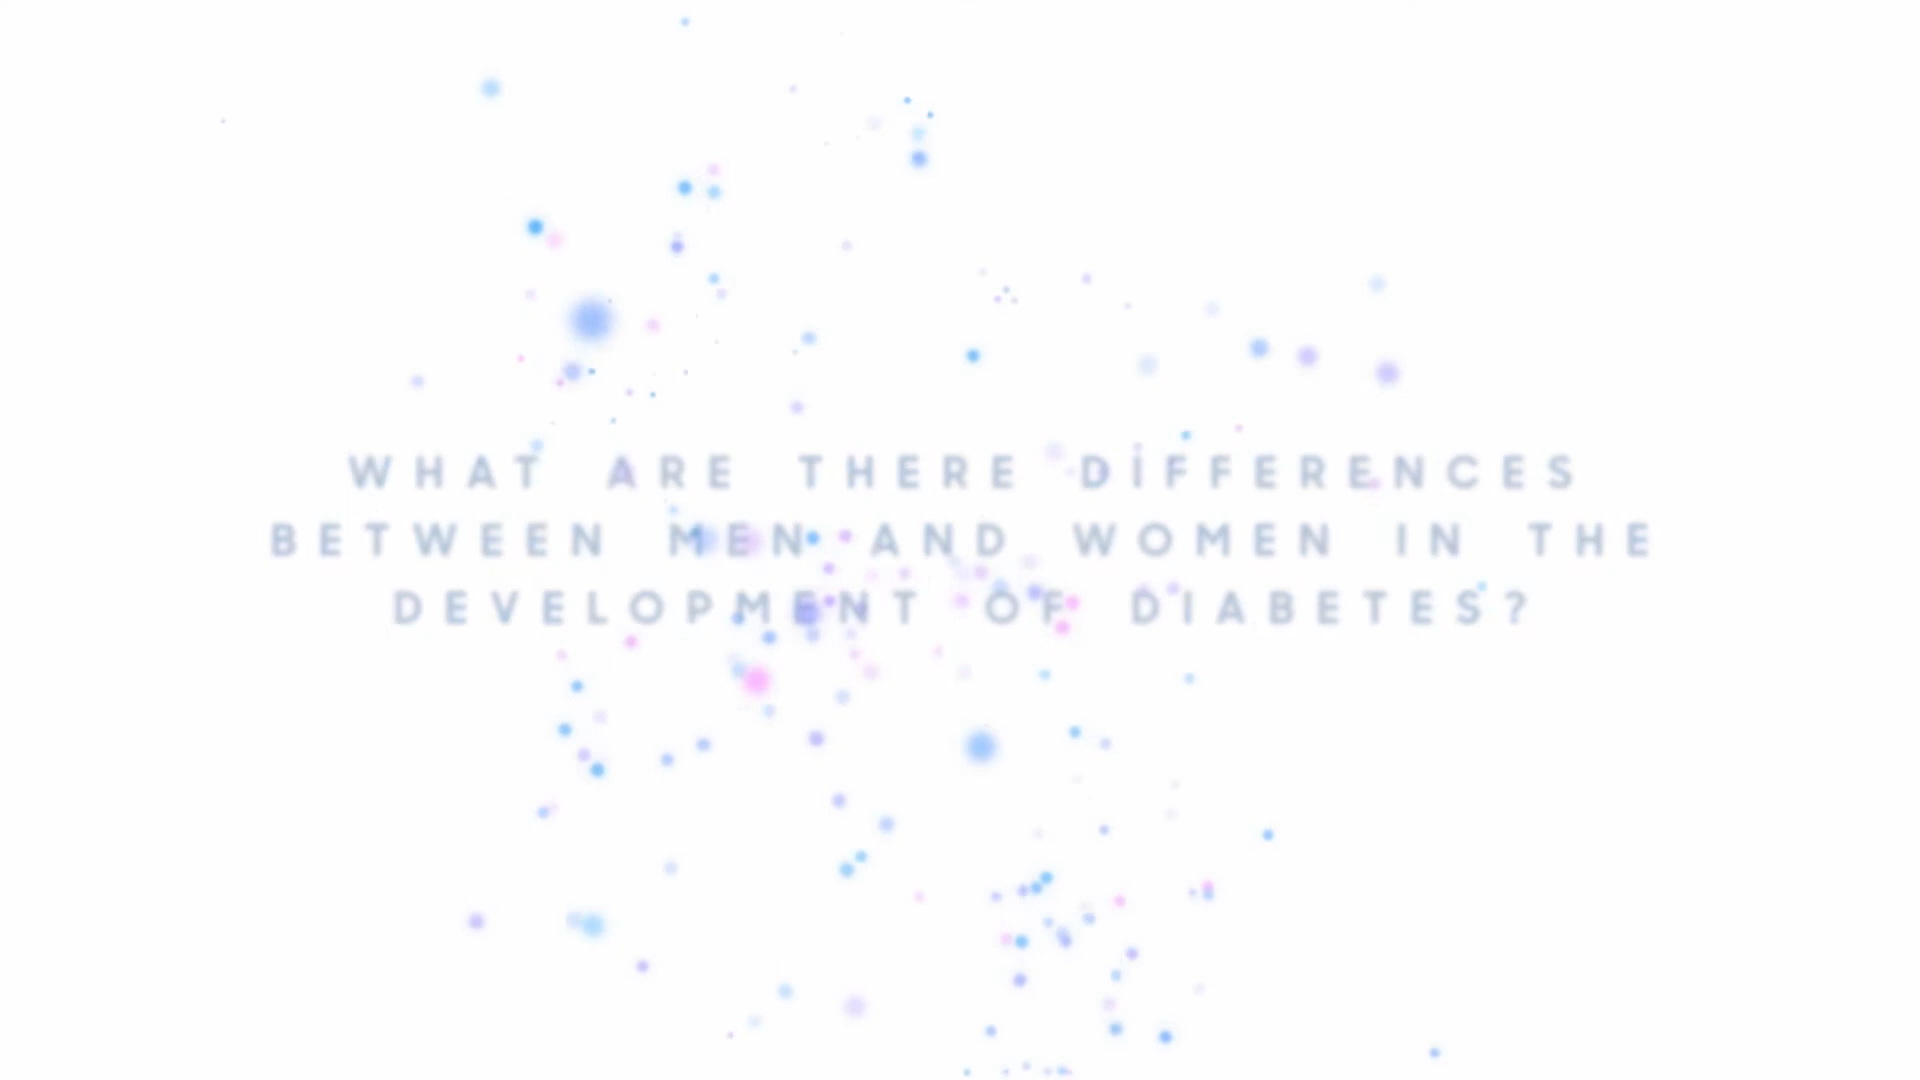 WHAT ARE THERE DIFFERENCES
BETWEEN MEN AND WOMEN IN THE
DEVELOPMENT OF DIABETES?